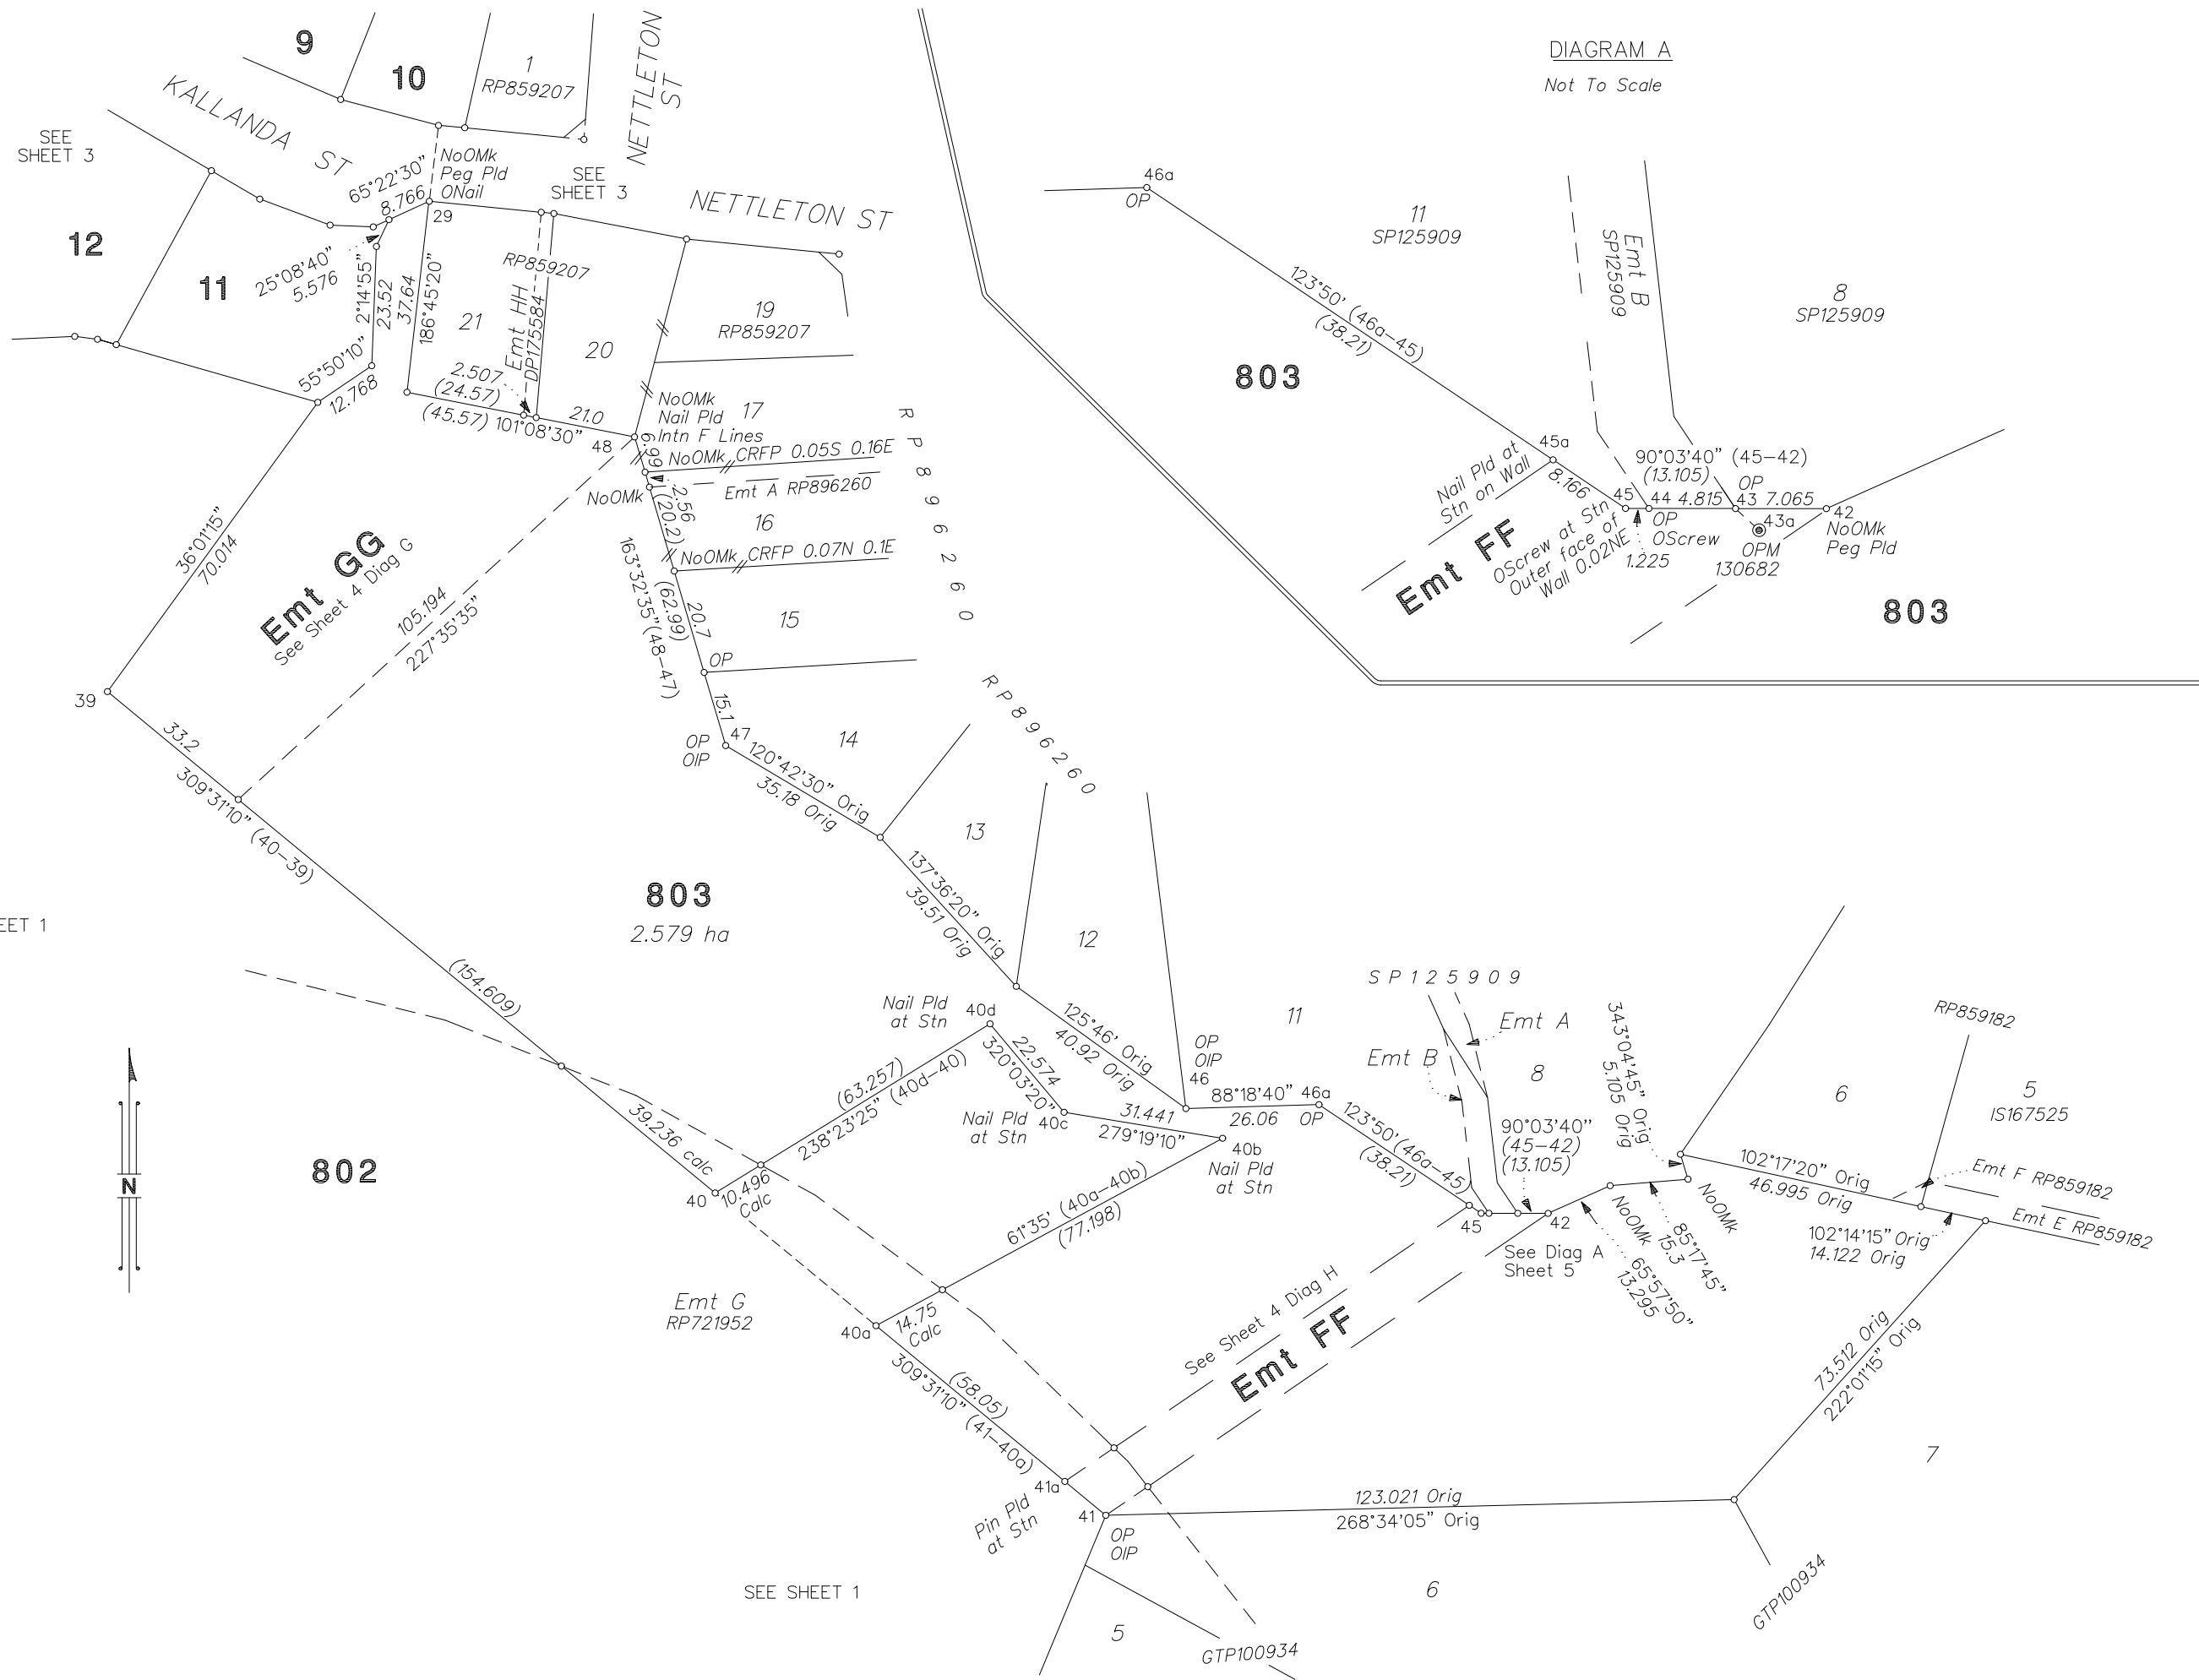 9
10
1
RP859207
NETTLETON
ST
KALLANDA ST
SEE
SHEET 3
12
11
65°22'30"
8.766
NoOMk
Peg Pld
ONail
29
SEE
SHEET 3
NETTLETON ST
25°08'40"
5.576
2°14'55"
23.52
37.64
186°45'20"
RP859207
21
Emt HH
DP175584
20
19
RP859207
55°50'10"
12.768
2.507
(24.57)
(45.57) 101°08'30"
21.0
48
NoOMk
Nail Pld
Intn F Lines
17
6.99
NoOMk CRFP 0.05S 0.16E
NoOMk
Emt A RP896260
2.56
(20.2)
16
NoOMk CRFP 0.07N 0.1E
RP896260
36°01'15"
70.014
Emt GG
See Sheet 4 Diag G
105.194
227°35'35"
163°32'35"(48-47)
(62.99)
20.7
15
OP
15.1
39
33.2
309°31'10" (40-39)
OP
OIP
47
14
120°42'30" Orig
35.18 Orig
RP896260
13
137°36'20" Orig
39.51 Orig
803
2.579 ha
EET 1
12
(154.609)
Nail Pld
at Stn
40d
125°46' Orig
40.92 Orig
11
OP
OIP
46
(63.257)
238°23'25" (40d-40)
22.574
320°03'20"
Nail Pld
at Stn
40c
31.441
279°19'10"
88°18'40"
26.06
46a
OP
40b
Nail Pld
at Stn
39.236 calc
N
802
40
10.496
Calc
61°35' (40a-40b)
(77.198)
SP125909
Emt A
Emt B
8
123°50'(46a-45)
(38.21)
90°03'40"
(45-42)
(13.105)
343°04'45" Orig
5.105 Orig
6
RP859182
5
IS167525
102°17'20" Orig
46.995 Orig
Emt F RP859182
Emt E RP859182
102°14'15" Orig
14.122 Orig
45
42
See Diag A
Sheet 5
NoOMk
NoOMk
85°17'45"
15.3
65°57'50"
13.295
Emt G
RP721952
40a
14.75
Calc
See Sheet 4 Diag H
Emt FF
73.512 Orig
222°01'15" Orig
309°31'10" (41-40a)
(58.05)
41a
Pin Pld
at Stn
41
OP
OIP
123.021 Orig
268°34'05" Orig
7
SEE SHEET 1
5
6
GTP100934
GTP100934
DIAGRAM A
Not To Scale
46a
OP
11
SP125909
Emt B
SP125909
8
SP125909
123°50' (46a-45)
(38.21)
803
45a
Nail Pld at
Stn on Wall
8.166
90°03'40" (45-42)
(13.105)
OP
45
44
4.815
43
7.065
42
NoOMk
Peg Pld
OP
OScrew
43a
OPM
130682
1.225
OScrew at Stn
Outer face of
Wall 0.02NE
Emt FF
803